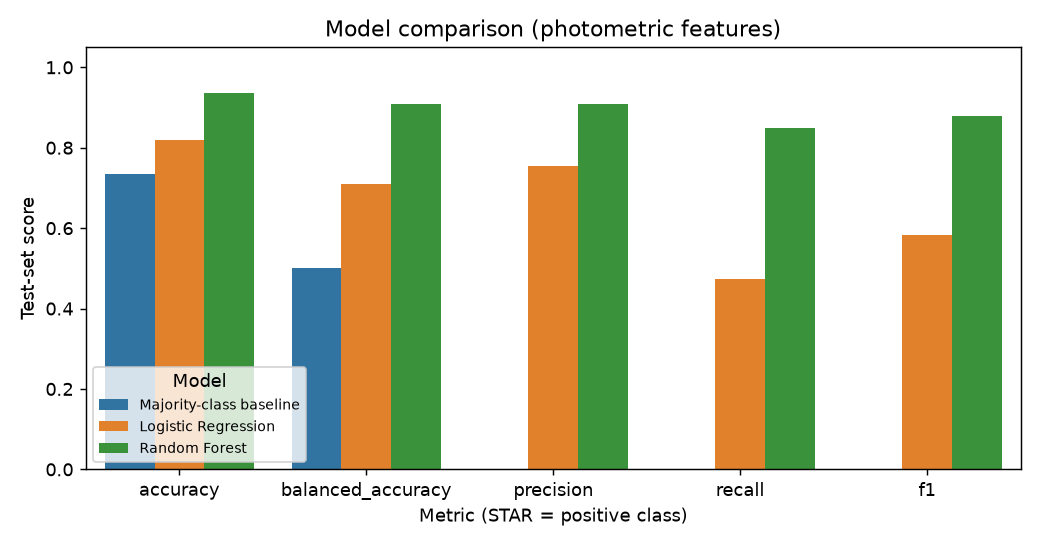 Model comparison (photometric features)
Test-set score
1.0
0.8
0.6
0.4
0.2
0.0
Model
Majority-class baseline
Logistic Regression
Random Forest
accuracy balanced_accuracy precision recall f1
Metric (STAR = positive class)